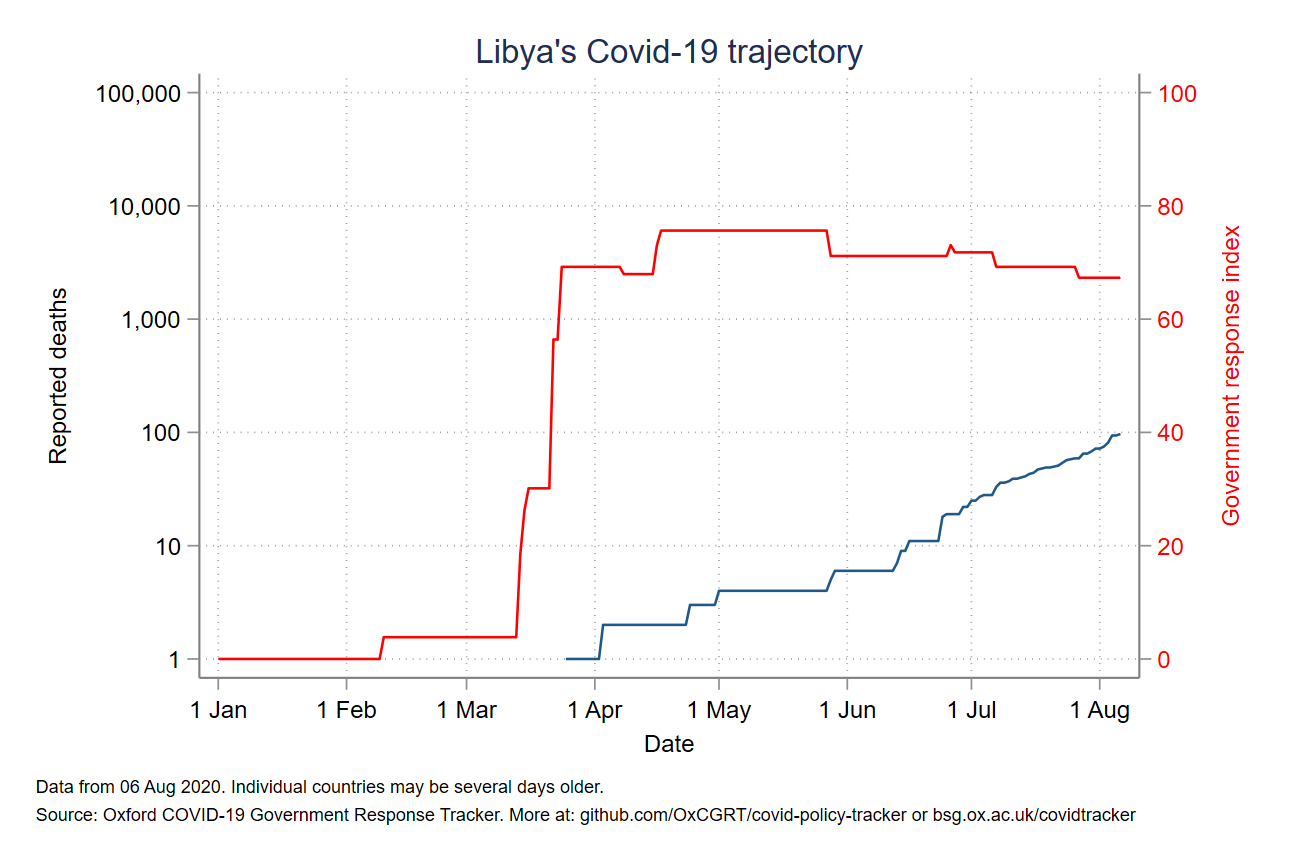 Libya's Covid-19 trajectory
100,000
10,000
1,000
100
10
1
Reported deaths
100
80
60
40
20
0
Government response index
1 Jan 1 Feb 1 Mar 1 Apr 1 May 1 Jun 1 Jul 1 Aug
Date
Data from 06 Aug 2020. Individual countries may be several days older.
Source: Oxford COVID-19 Government Response Tracker. More at: github.com/OxCGRT/covid-policy-tracker or bsg.ox.ac.uk/covidtracker